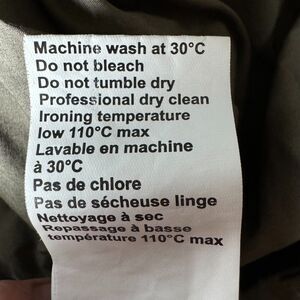 Machine wash at 30°C
Do not bleach
Do not tumble dry
Professional dry clean
Ironing temperature
low 110°C max
Lavable en machine
à 30°C
Pas de chlore
Pas de sécheuse linge
Nettoyage à sec
Repassage à basse
température 110°C max